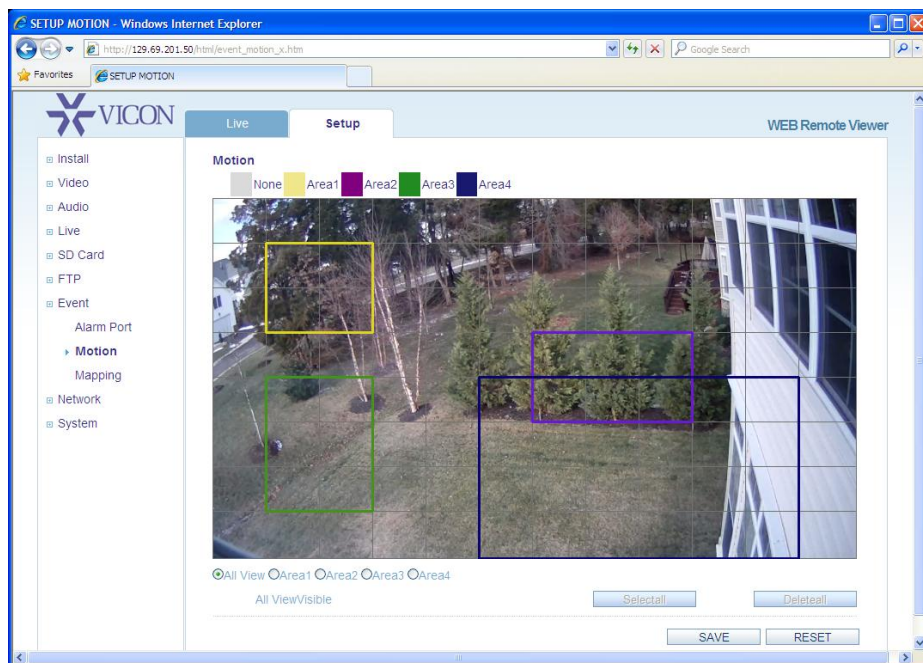 SETUP MOTION - Windows Internet Explorer
http://129.69.201.50/html/event_motion_x.htm
Google Search
Favorites
SETUP MOTION
VICON
Live
Setup
WEB Remote Viewer
Install
Video
Audio
Live
SD Card
FTP
Event
Alarm Port
Motion
Mapping
Network
System
Motion
None Area1 Area2 Area3 Area4
All View Area1 Area2 Area3 Area4
All ViewVisible
Selectall
Deleteall
SAVE
RESET